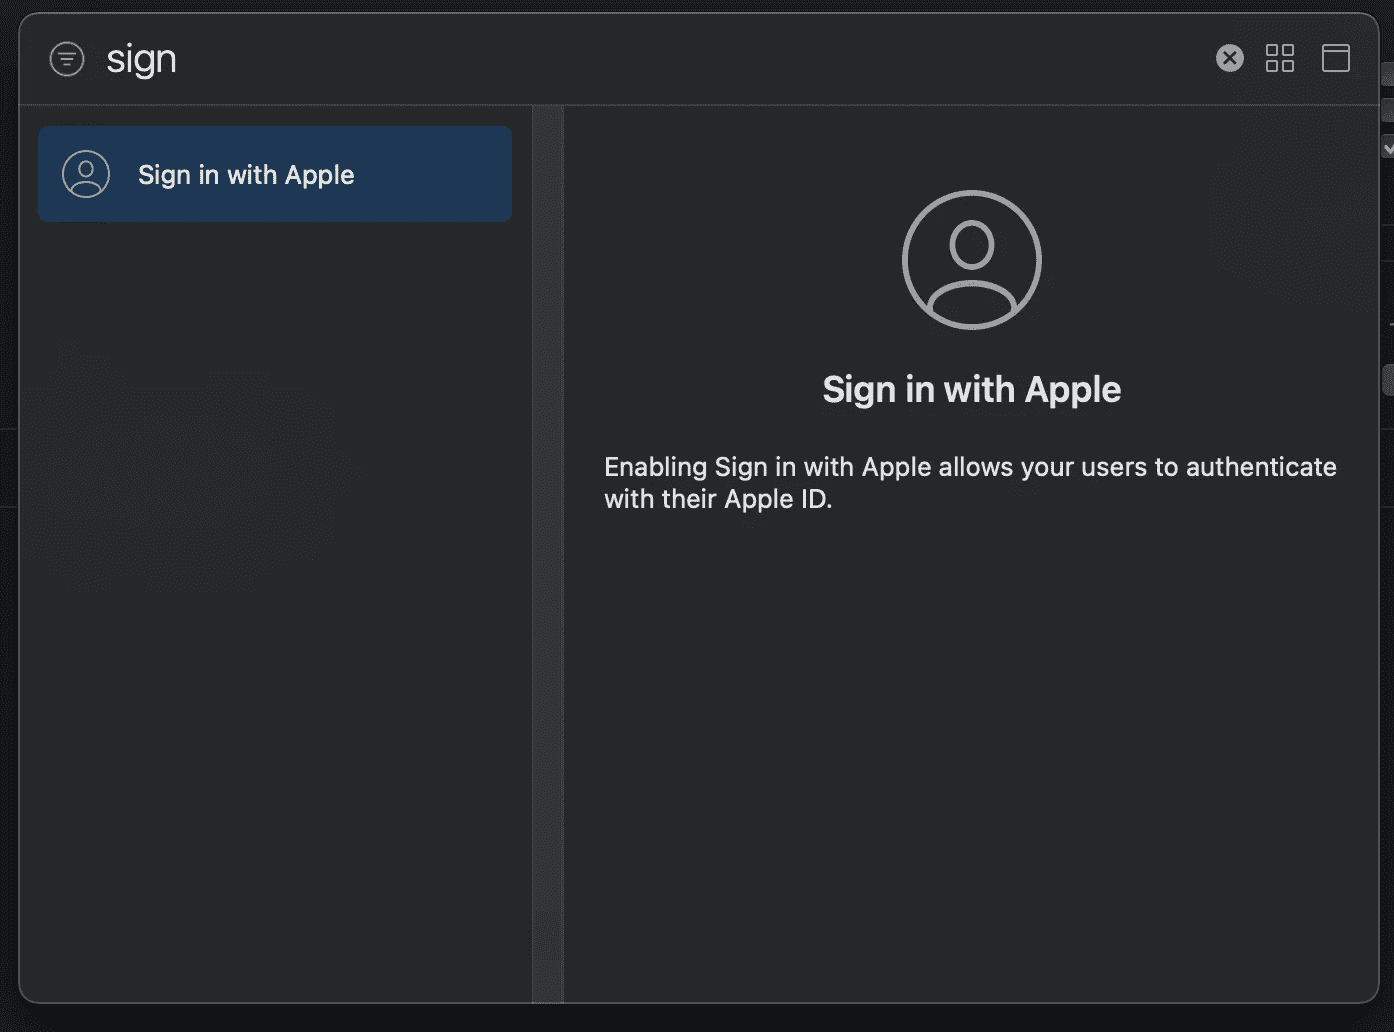 sign
Sign in with Apple
Sign in with Apple
Enabling Sign in with Apple allows your users to authenticate
with their Apple ID.